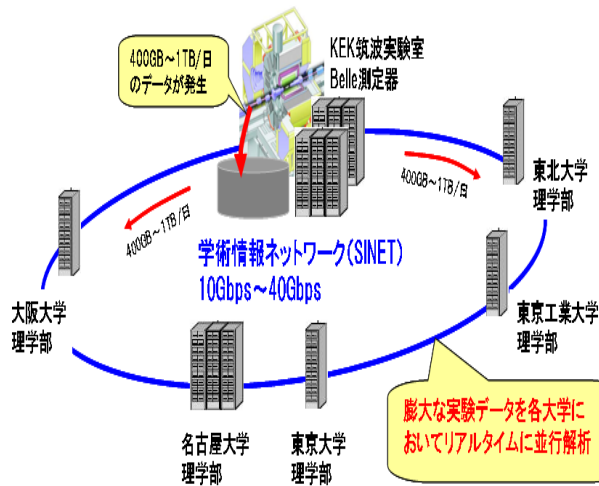 400GB～1TB/日
のデータが発生
KEK筑波実験室
Belle測定器
400GB～1TB/日
東北大学
理学部
400GB～1TB/日
学術情報ネットワーク(SINET)
10Gbps～40Gbps
大阪大学
理学部
東京工業大学
理学部
名古屋大学
理学部
東京大学
理学部
膨大な実験データを各大学に
おいてリアルタイムに並行解析